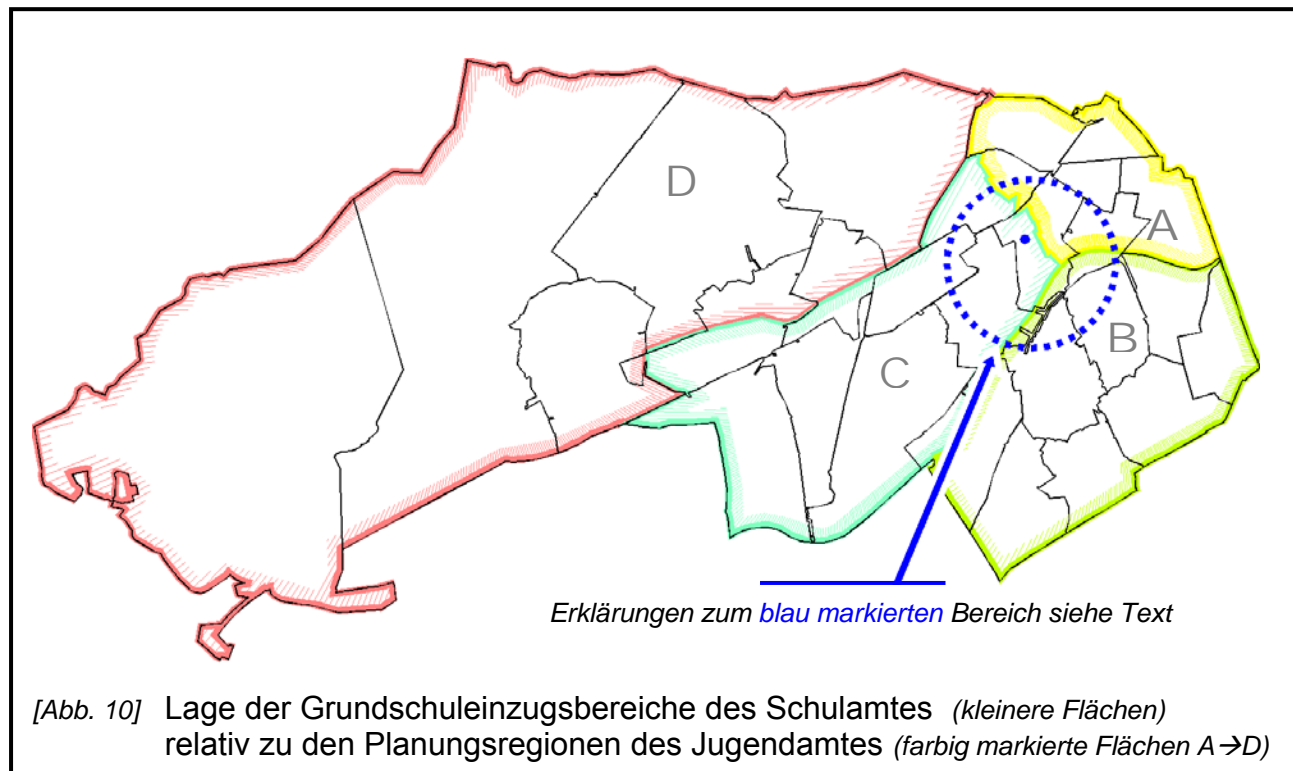 D
A
B
C
Erklärungen zum blau markierten Bereich siehe Text
[Abb. 10] Lage der Grundschuleinzugsbereiche des Schulamtes (kleinere Flächen)
relativ zu den Planungsregionen des Jugendamtes (farbig markierte Flächen A→D)